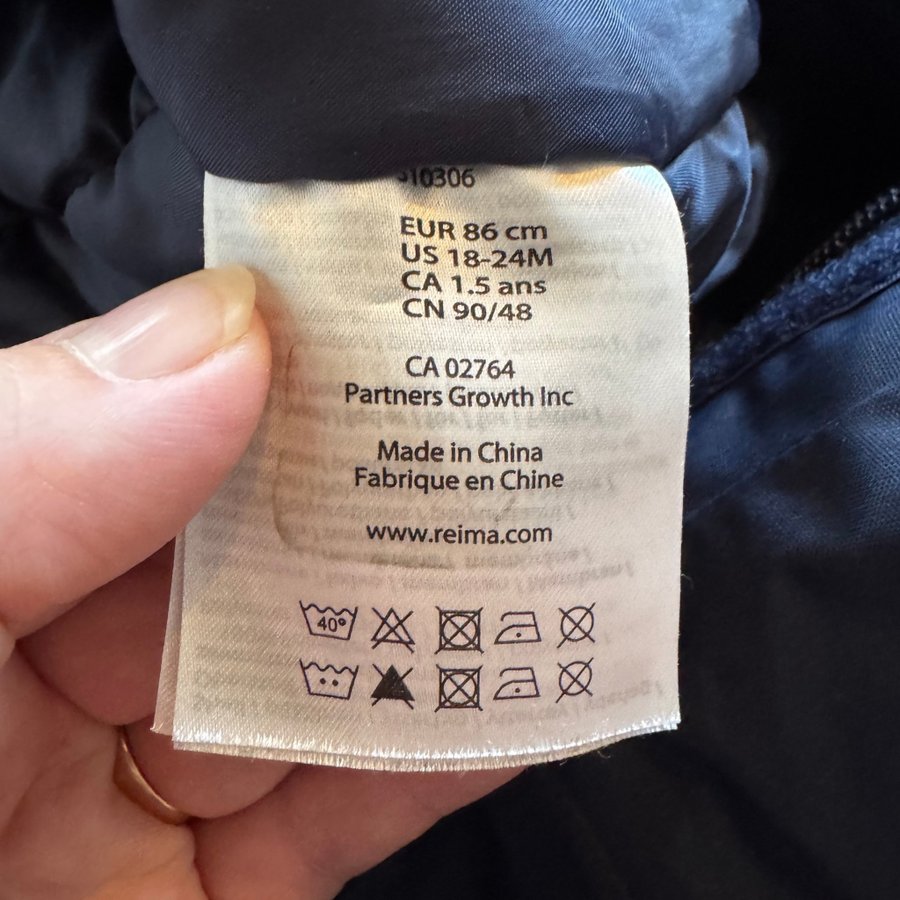 10306
EUR 86 cm
US 18-24M
CA 1.5 ans
CN 90/48
CA 02764
Partners Growth Inc
Made in China
Fabrique en Chine
www.reima.com
40°